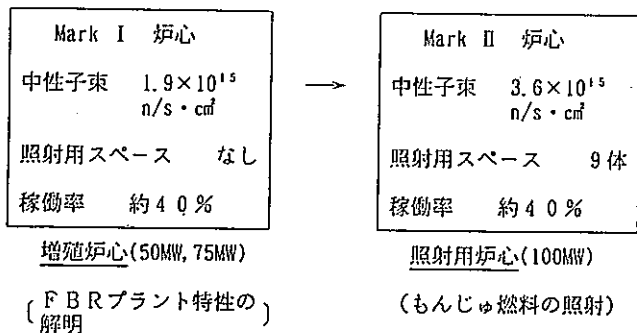 Mark Ⅰ 炉心
中性子束 1.9×10¹⁵
n/s・c㎡
照射用スペース なし
稼働率 約40%
増殖炉心(50MW, 75MW)
〔FBRプラント特性の
解明〕
→
Mark Ⅱ 炉心
中性子束 3.6×10¹⁵
n/s・c㎡
照射用スペース 9体
稼働率 約40%
照射用炉心(100MW)
(もんじゅ燃料の照射)